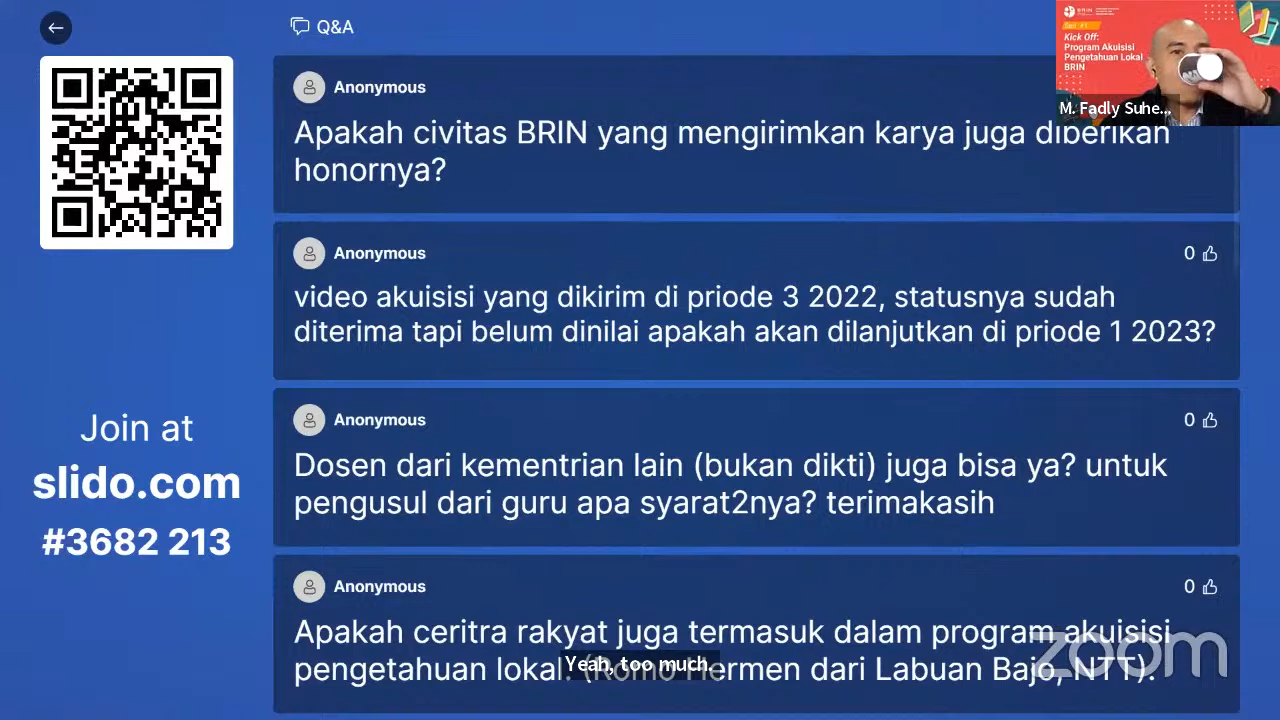 Q&A
Anonymous
Apakah civitas BRIN yang mengirimkan karya juga diberikan
honornya?
Anonymous
0
video akuisisi yang dikirim di priode 3 2022, statusnya sudah
diterima tapi belum dinilai apakah akan dilanjutkan di priode 1 2023?
Anonymous
0
Dosen dari kementrian lain (bukan dikti) juga bisa ya? untuk
pengusul dari guru apa syarat2nya? terimakasih
Anonymous
0
Apakah ceritra rakyat juga termasuk dalam program akuisisi
pengetahuan lokal. (Romo Hermen dari Labuan Bajo, NTT).
Yeah, too much.
Join at
slido.com
#3682 213
BRIN
Kick Off:
Program Akuisisi
Pengetahuan Lokal
BRIN
M. Fadly Suhe...
zoom